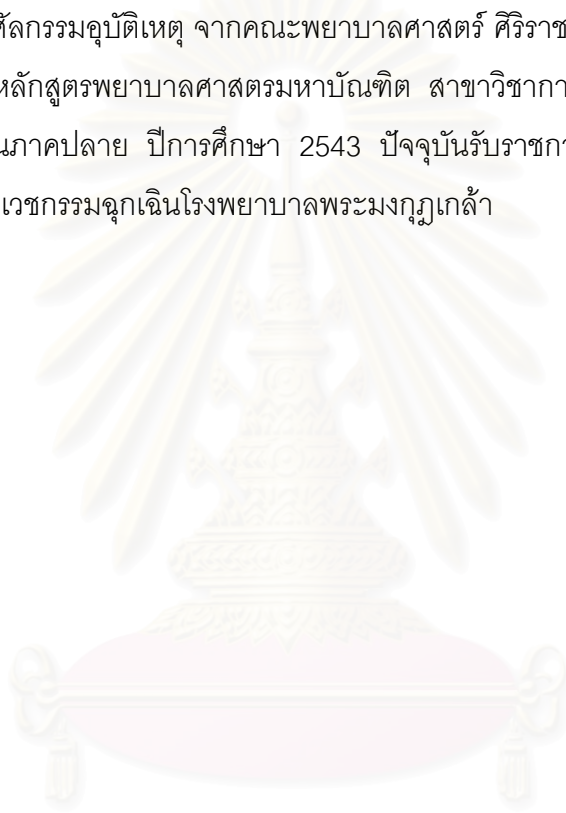 ศัลกรรมอุบัติเหตุ จากคณะพยาบาลศาสตร์ ศิริราช
หลักสูตรพยาบาลศาสตรมหาบัณฑิต สาขาวิชากา
นภาคปลาย ปีการศึกษา 2543 ปัจจุบันรับราชกา
เวชกรรมฉุกเฉินโรงพยาบาลพระมงกุฎเกล้า